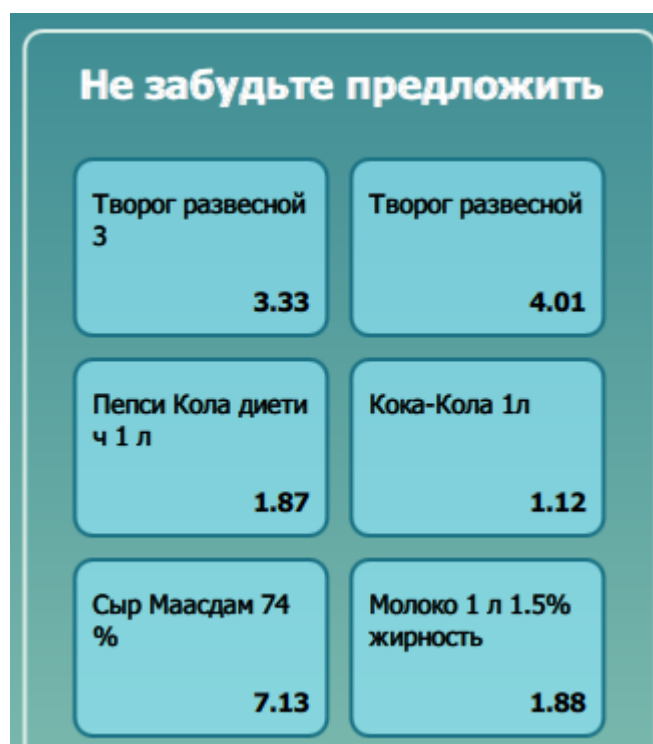 Не забудьте предложить
Творог развесной
3
3.33
Творог развесной
4.01
Пепси Кола диети
ч 1 л
1.87
Кока-Кола 1л
1.12
Сыр Маасдам 74
%
7.13
Молоко 1 л 1.5%
жирность
1.88